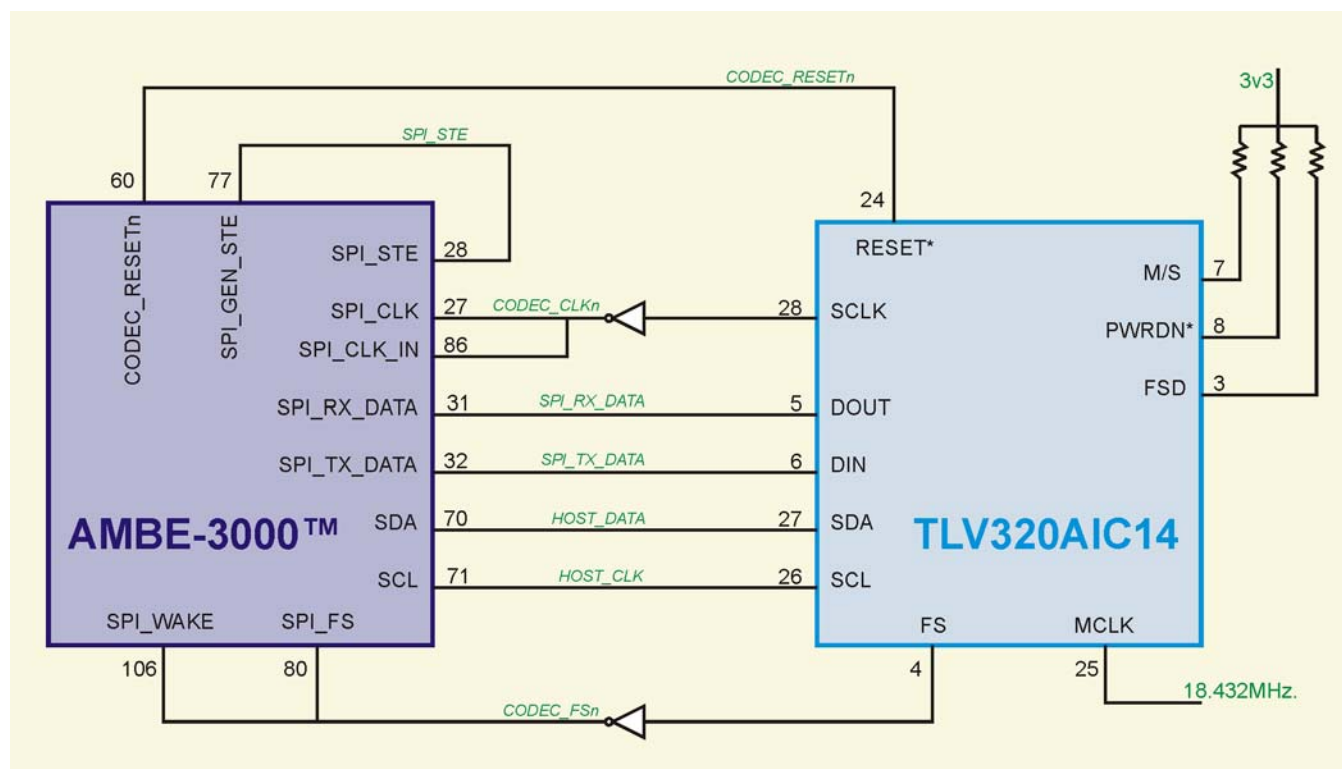 CODEC_RESETn
3v3
SPI_STE
60
77
24
CODEC_RESETn
SPI_GEN_STE
SPI_STE
28
RESET*
M/S
7
SPI_CLK
27
CODEC_CLKn
28
SCLK
SPI_CLK_IN
86
PWRDN*
8
FSD
3
SPI_RX_DATA
31
SPI_RX_DATA
5
DOUT
SPI_TX_DATA
32
SPI_TX_DATA
6
DIN
AMBE-3000™
SDA
70
HOST_DATA
27
SDA
TLV320AIC14
SCL
71
HOST_CLK
26
SCL
SPI_WAKE
SPI_FS
FS
MCLK
106
80
4
25
18.432MHz.
CODEC_FSn